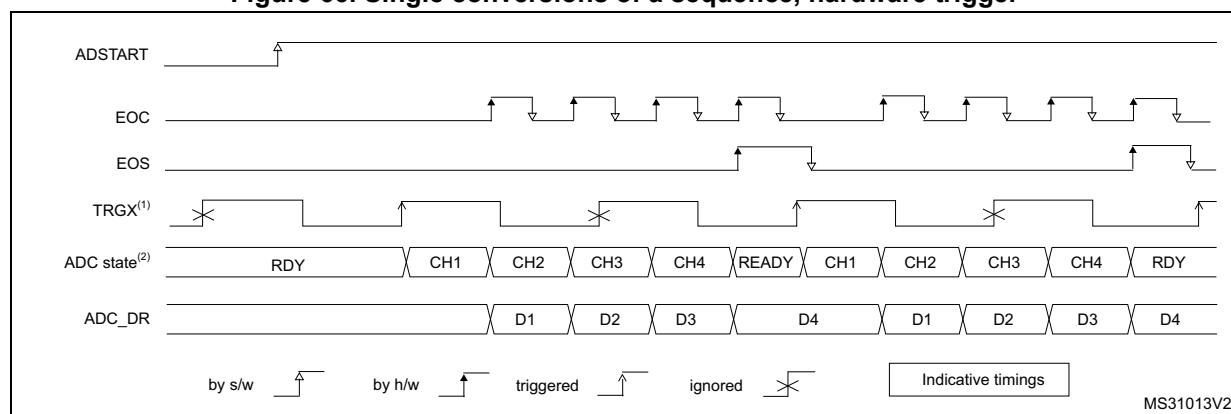 Figure 66. Single conversions of a sequence, hardware trigger
ADSTART
EOC
EOS
TRGX(1)
ADC state(2) RDY CH1 CH2 CH3 CH4 READY CH1 CH2 CH3 CH4 RDY
ADC_DR D1 D2 D3 D4 D1 D2 D3 D4
by s/w by h/w triggered ignored Indicative timings
MS31013V2